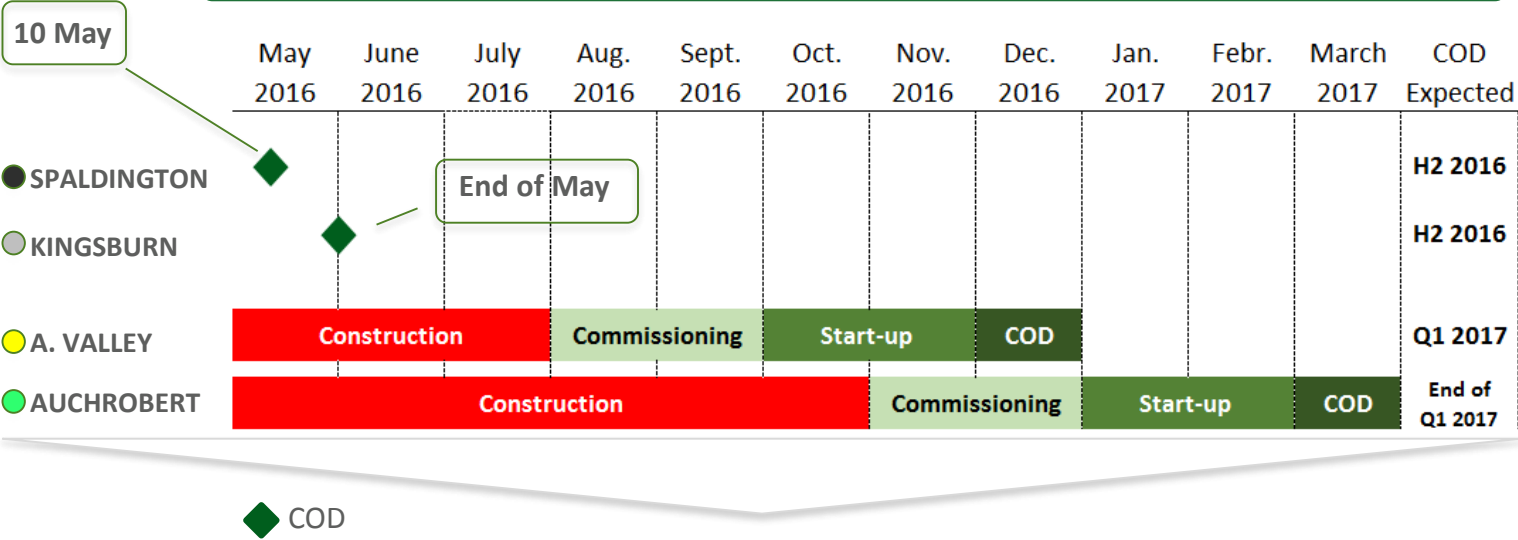 10 May
May June July Aug. Sept. Oct. Nov. Dec. Jan. Febr. March COD
2016 2016 2016 2016 2016 2016 2016 2016 2017 2017 2017 Expected
SPALDINGTON H2 2016
End of May
KINGSBURN H2 2016
A. VALLEY Construction Commissioning Start-up COD Q1 2017
AUCHROBERT Construction Commissioning Start-up COD End of
Q1 2017
COD